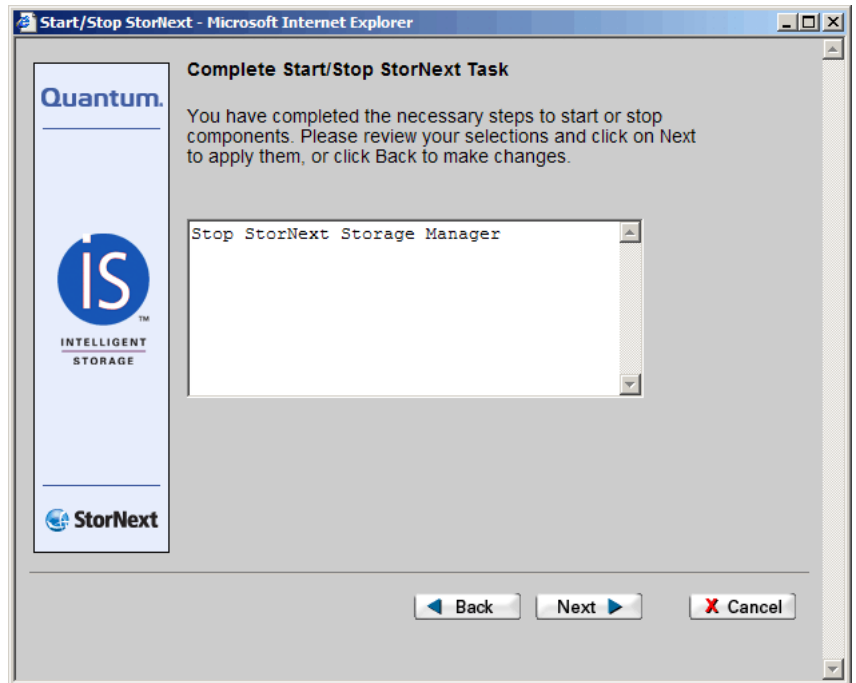 Start/Stop StorNext - Microsoft Internet Explorer
Quantum.
Complete Start/Stop StorNext Task
You have completed the necessary steps to start or stop
components. Please review your selections and click on Next
to apply them, or click Back to make changes.
Stop StorNext Storage Manager
iS
TM
INTELLIGENT
STORAGE
StorNext
Back
Next
X Cancel